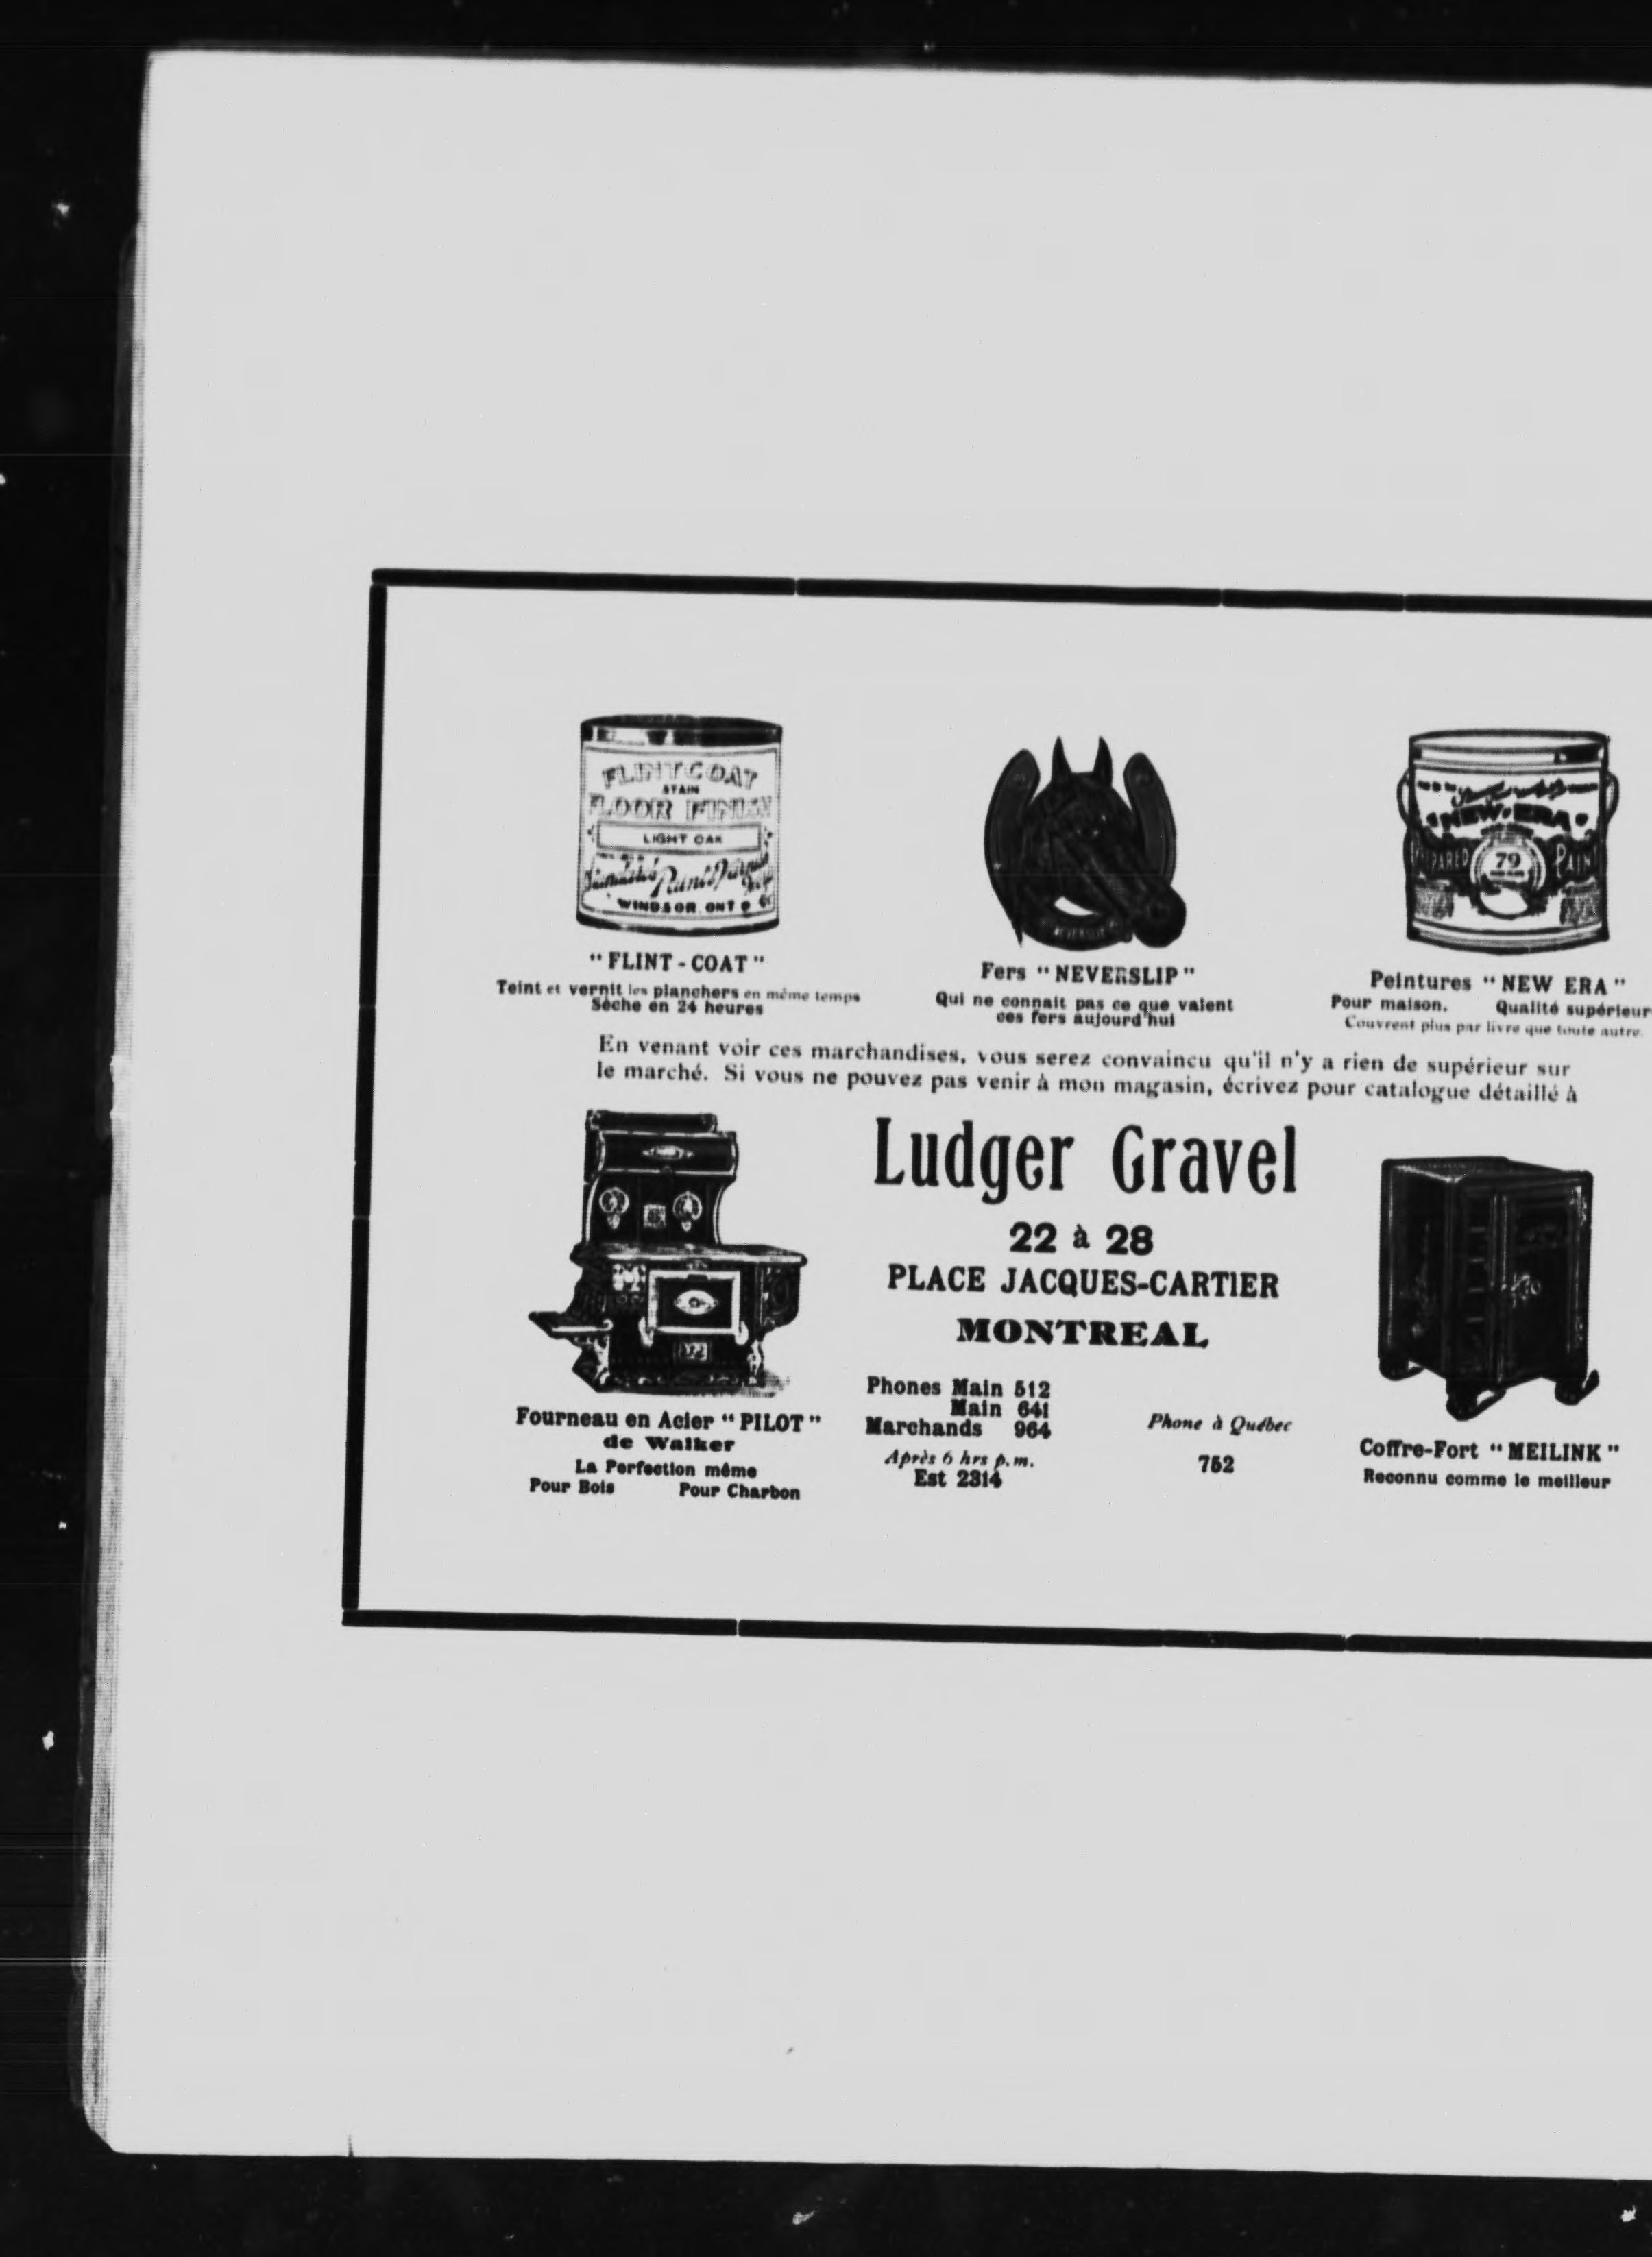 FLINT COAT
STAIN
FLOOR FINISH
LIGHT OAK
WINDSOR, ONT
NEW ERA
79
PAINT
" FLINT - COAT "
Teint et vernit les planchers en même temps
Sèche en 24 heures
Fers " NEVERSLIP "
Qui ne connait pas ce que valent
ces fers aujourd'hui
Peintures " NEW ERA "
Pour maison. Qualité supérieur
Couvrent plus par livre que toute autre.
En venant voir ces marchandises, vous serez convaincu qu'il n'y a rien de supérieur sur
le marché. Si vous ne pouvez pas venir à mon magasin, écrivez pour catalogue détaillé à
Ludger Gravel
22 à 28
PLACE JACQUES-CARTIER
MONTREAL
Phones Main 512
Main 641
Marchands 964
Après 6 hrs p.m.
Est 2314
Phone à Québec
752
Fourneau en Acier " PILOT "
de Walker
La Perfection même
Pour Bois Pour Charbon
Coffre-Fort " MEILINK "
Reconnu comme le meilleur